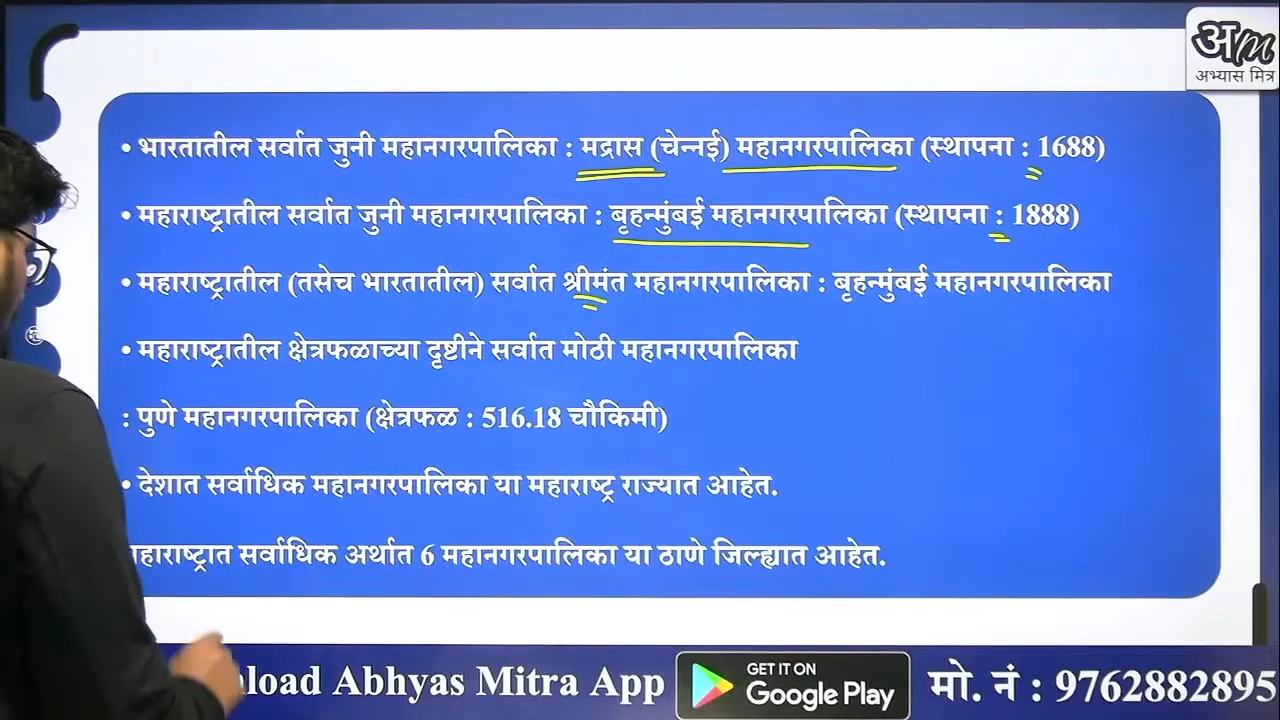 अm
अभ्यास मित्र
• भारतातील सर्वात जुनी महानगरपालिका : मद्रास (चेन्नई) महानगरपालिका (स्थापना : 1688)
• महाराष्ट्रातील सर्वात जुनी महानगरपालिका : बृहन्मुंबई महानगरपालिका (स्थापना : 1888)
• महाराष्ट्रातील (तसेच भारतातील) सर्वात श्रीमंत महानगरपालिका : बृहन्मुंबई महानगरपालिका
• महाराष्ट्रातील क्षेत्रफळाच्या दृष्टीने सर्वात मोठी महानगरपालिका
: पुणे महानगरपालिका (क्षेत्रफळ : 516.18 चौकिमी)
• देशात सर्वाधिक महानगरपालिका या महाराष्ट्र राज्यात आहेत.
सर्वाधिक अर्थात 6 महानगरपालिका या ठाणे जिल्ह्यात आहेत.
Abhyas Mitra App GET IT ON Google Play मो. नं : 9762882895